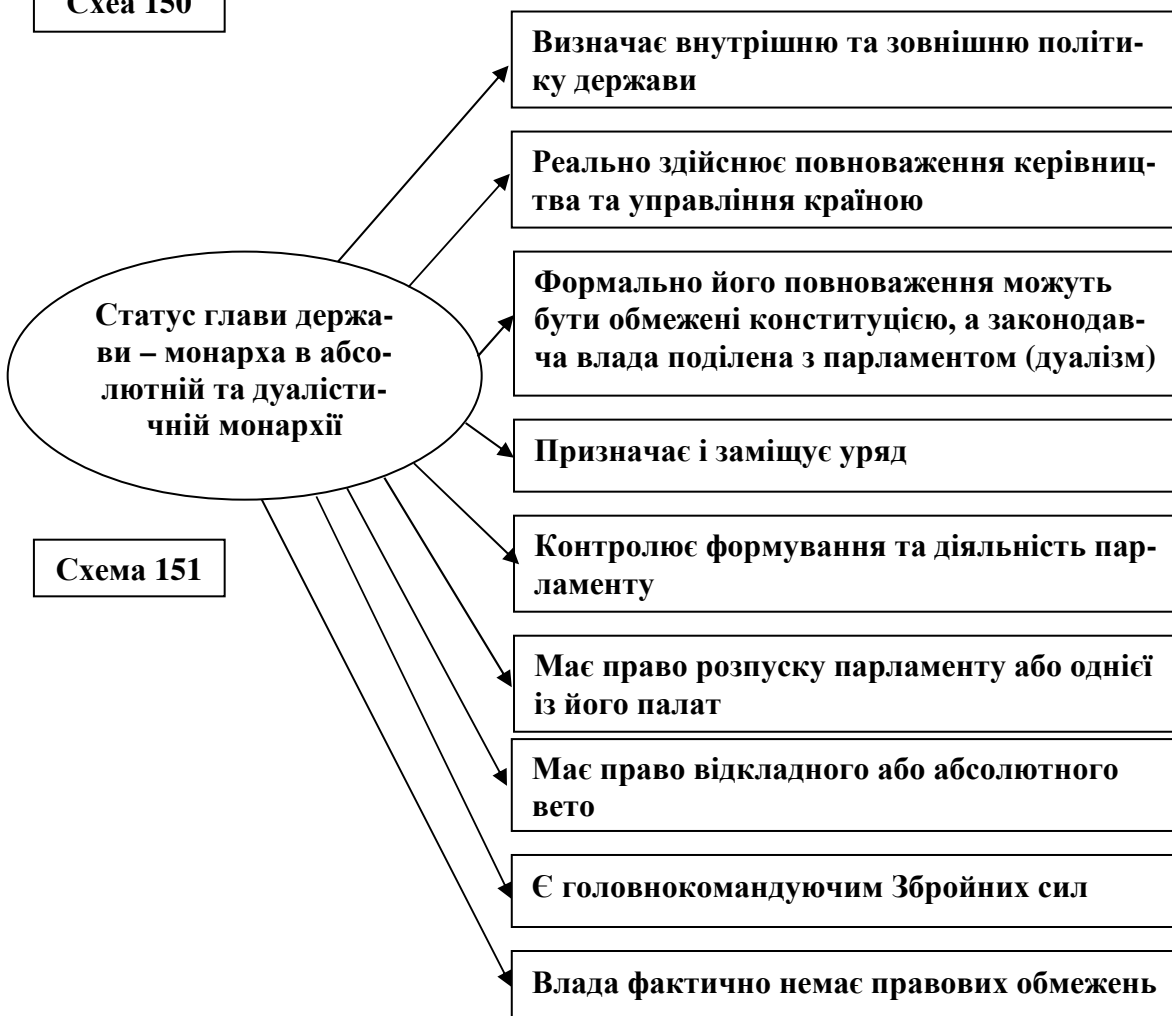 Схеа 150
Визначає внутрішню та зовнішню політи-
ку держави
Реально здійснює повноваження керівниц-
тва та управління країною
Формально його повноваження можуть
бути обмежені конституцією, а законодав-
ча влада поділена з парламентом (дуалізм)
Статус глави держа-
ви – монарха в абсо-
лютній та дуалісти-
чній монархії
Призначає і заміщує уряд
Контролює формування та діяльність пар-
ламенту
Схема 151
Має право розпуску парламенту або однієї
із його палат
Має право відкладного або абсолютного
вето
Є головнокомандуючим Збройних сил
Влада фактично немає правових обмежень